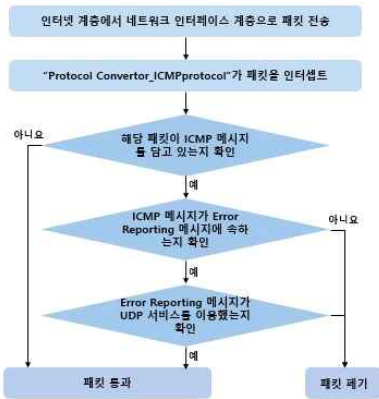 인터넷 계층에서 네트워크 인터페이스 계층으로 패킷 전송
“Protocol Convertor_ICMPprotocol”가 패킷을 인터셉트
아니요
해당 패킷이 ICMP 메시지
를 담고 있는지 확인
예
ICMP 메시지가 Error
Reporting 메시지에 속하
는지 확인
아니요
예
Error Reporting 메시지가
UDP 서비스를 이용했는지
확인
예
패킷 통과
패킷 폐기